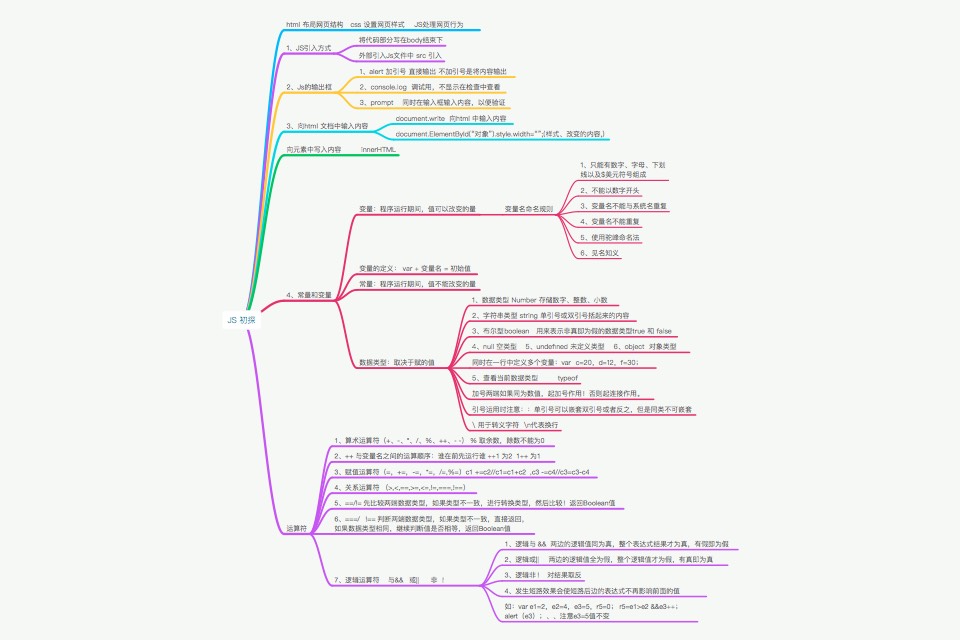 html 布局网页结构 css 设置网页样式 JS处理网页行为
1、JS引入方式
将代码部分写在body结束下
外部引入Js文件中 src 引入
2、Js的输出框
1、alert 加引号 直接输出 不加引号是将内容输出
2、console.log 调试用，不显示在检查中查看
3、prompt 同时在输入框输入内容，以便验证
3、向html 文档中输入内容
document.write 向html 中输入内容
document.ElementById("对象").style.width="";(样式、改变的内容,)
向元素中写入内容 innerHTML
JS 初探
4、常量和变量
变量：程序运行期间，值可以改变的量
变量名命名规则
1、只能有数字、字母、下划
线以及$美元符号组成
2、不能以数字开头
3、变量名不能与系统名重复
4、变量名不能重复
5、使用驼峰命名法
6、见名知义
变量的定义： var + 变量名 = 初始值
常量：程序运行期间，值不能改变的量
数据类型：取决于赋的值
1、数据类型 Number 存储数字、整数、小数
2、字符串类型 string 单引号或双引号括起来的内容
3、布尔型boolean 用来表示非真即为假的数据类型true 和 false
4、null 空类型 5、undefined 未定义类型 6、object 对象类型
同时在一行中定义多个变量：var c=20，d=12，f=30；
5、查看当前数据类型 typeof
加号两端如果同为数值，起加号作用！否则起连接作用。
引号运用时注意：：单引号可以嵌套双引号或者反之，但是同类不可嵌套
\ 用于转义字符 \n代表换行
运算符
1、算术运算符（+、-、*、/、%、++、- -） % 取余数，除数不能为0
2、++ 与变量名之间的运算顺序：谁在前先运行谁 ++1 为2 1++ 为1
3、赋值运算符（=，+=，-=，*=，/=,%=）c1 +=c2//c1=c1+c2 ,c3 -=c4//c3=c3-c4
4、关系运算符 （>,<,==,>=,<=,!=,===,!==）
5、==/!= 先比较两端数据类型，如果类型不一致，进行转换类型，然后比较！返回Boolean值
6、===/ !== 判断两端数据类型，如果类型不一致，直接返回，
如果数据类型相同，继续判断值是否相等，返回Boolean值
7、逻辑运算符 与&& 或|| 非 ！
1、逻辑与 && 两边的逻辑值同为真，整个表达式结果才为真，有假即为假
2、逻辑或|| 两边的逻辑值全为假，整个逻辑值才为假，有真即为真
3、逻辑非！ 对结果取反
4、发生短路效果会使短路后边的表达式不再影响前面的值
如：var e1=2，e2=4，e3=5，r5=0； r5=e1>e2 &&e3++；
alert（e3）；、、注意e3=5值不变